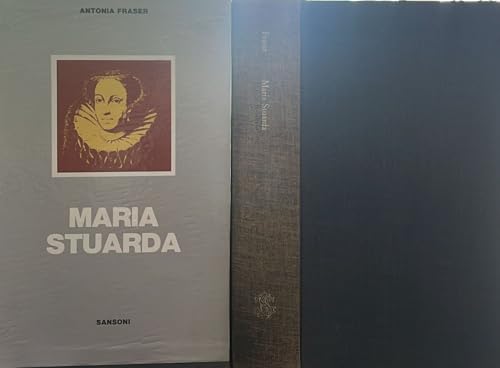 ANTONIA FRASER
MARIA
STUARDA
SANSONI
Fraser
Maria Stuarda